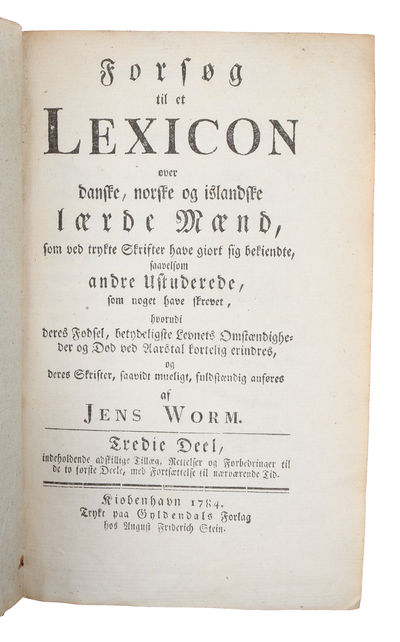 Forsøg
til et
LEXICON
over
danske, norske og islandske
lærde Mænd,
som ved trykte Skrifter have giort sig bekiendte,
saavelsom
andre Ustuderede,
som noget have skrevet,
hvorudi
deres Fødsel, betydeligste Levnets Omstændighe-
der og Død ved Aarstal kortelig erindres,
og
deres Skrifter, saavidt mueligt, fuldstændig anføres
af
JENS WORM.
Tredie Deel,
indeholdende adskillige Tillæg, Rettelser og Forbedringer til
de to første Deele, med Fortsættelse til nærværende Tid.
Kiøbenhavn 1784.
Trykt paa Gyldendals Forlag
hos August Friderich Stein.